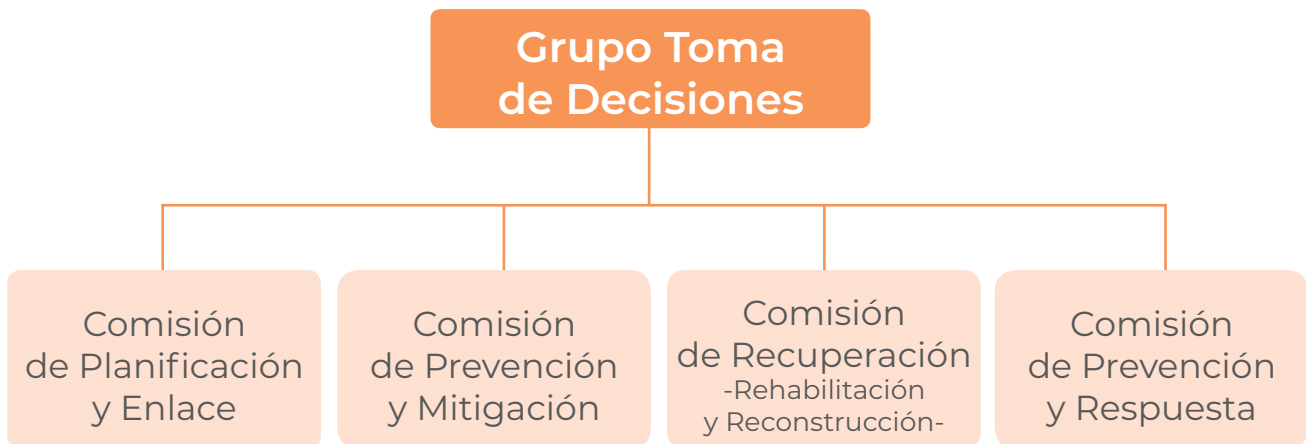 Grupo Toma
de Decisiones
Comisión
de Planificación
y Enlace
Comisión
de Prevención
y Mitigación
Comisión
de Recuperación
-Rehabilitación
y Reconstrucción-
Comisión
de Prevención
y Respuesta